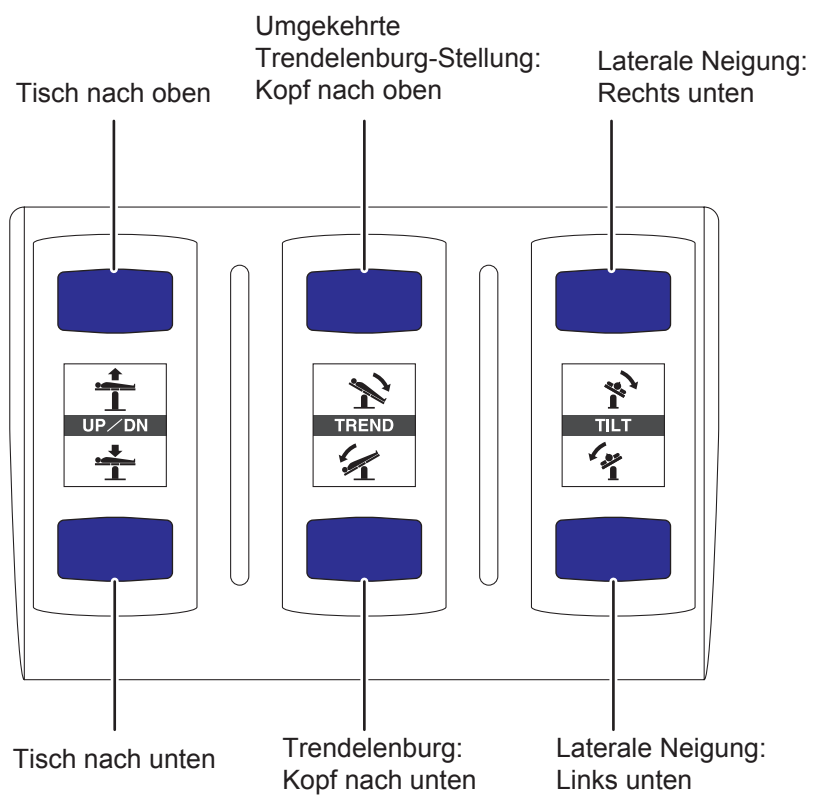 Umgekehrte
Trendelenburg-Stellung:
Kopf nach oben
Tisch nach oben
Laterale Neigung:
Rechts unten
UP/DN
TREND
TILT
Tisch nach unten
Trendelenburg:
Kopf nach unten
Laterale Neigung:
Links unten